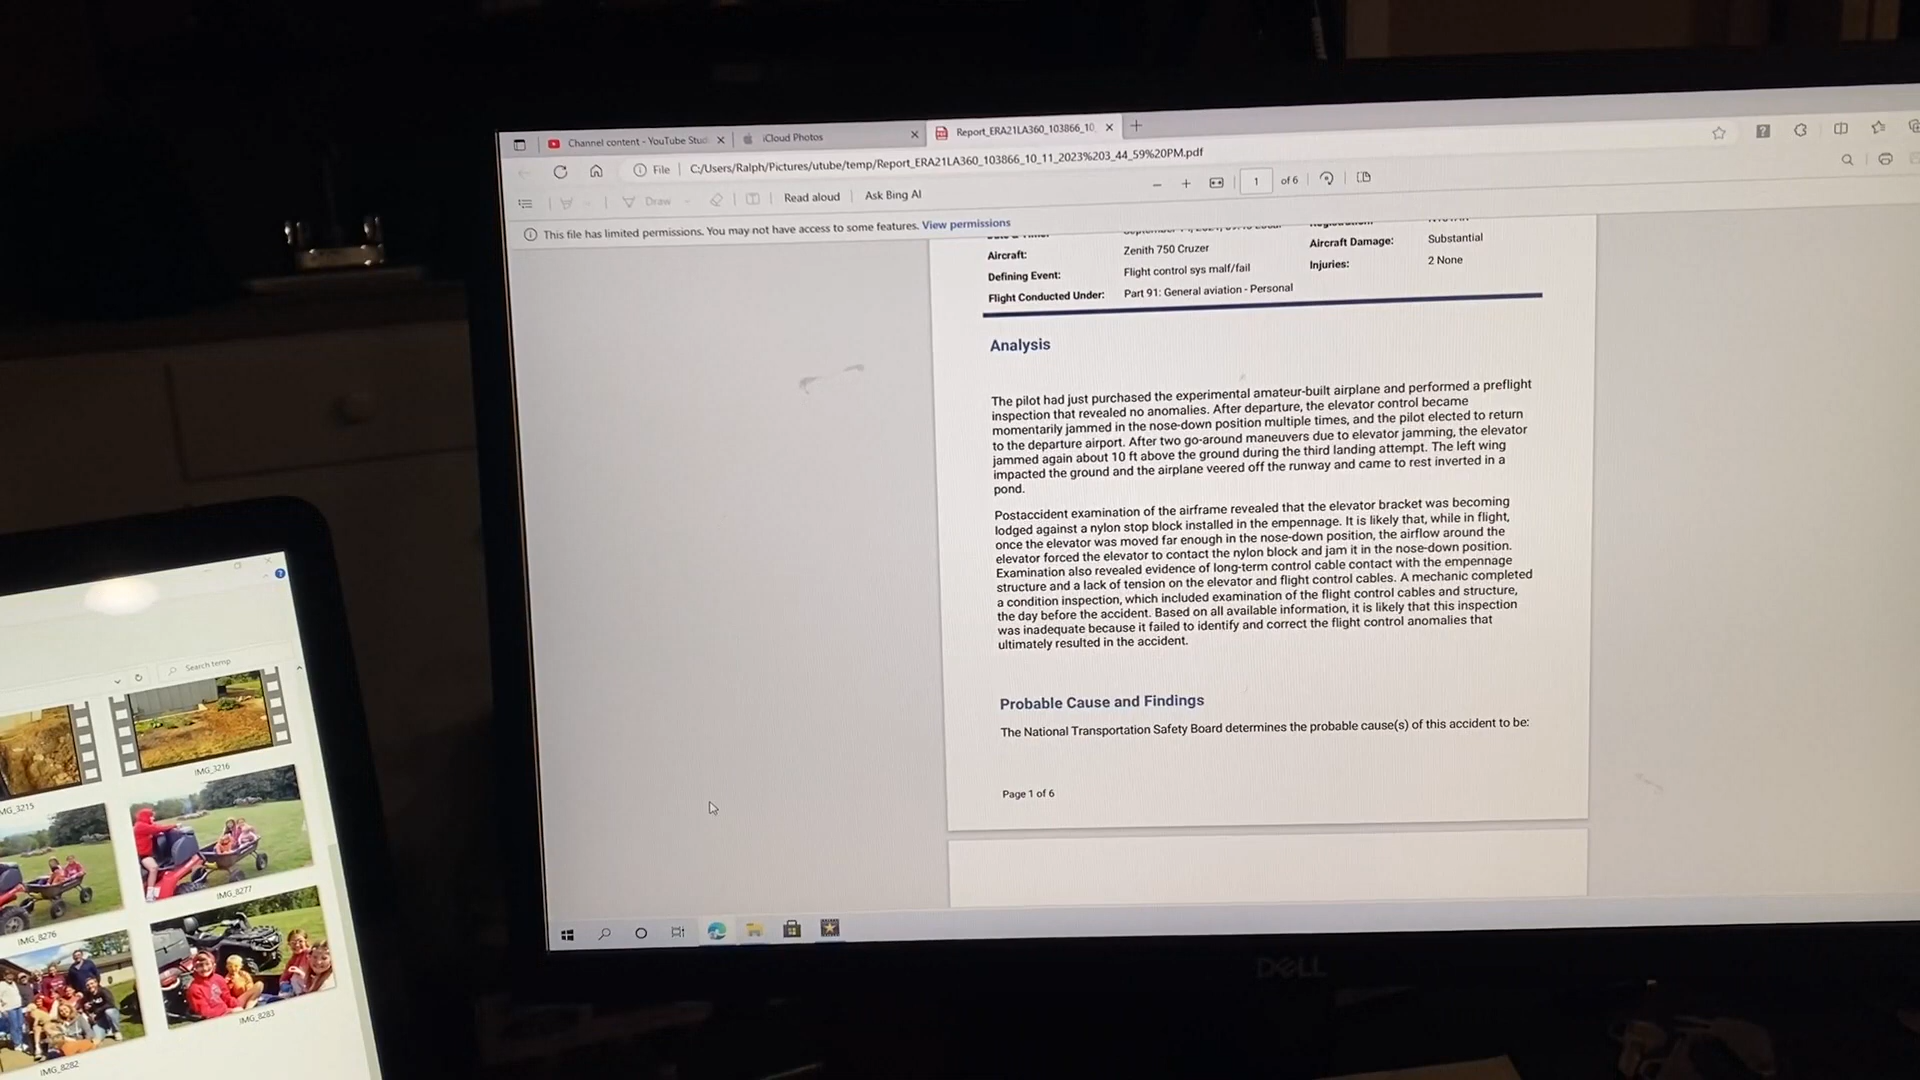 Channel content - YouTube Stud
iCloud Photos
Report_ERA21LA360_103866_10
File
C:/Users/Ralph/Pictures/utube/temp/Report_ERA21LA360_103866_10_11_2023%203_44_59%20PM.pdf
Draw
Read aloud
Ask Bing AI
1
of 6
This file has limited permissions. You may not have access to some features. View permissions
Aircraft: Zenith 750 Cruzer Aircraft Damage: Substantial
Defining Event: Flight control sys malf/fail Injuries: 2 None
Flight Conducted Under: Part 91: General aviation - Personal
Analysis
The pilot had just purchased the experimental amateur-built airplane and performed a preflight
inspection that revealed no anomalies. After departure, the elevator control became
momentarily jammed in the nose-down position multiple times, and the pilot elected to return
to the departure airport. After two go-around maneuvers due to elevator jamming, the elevator
jammed again about 10 ft above the ground during the third landing attempt. The left wing
impacted the ground and the airplane veered off the runway and came to rest inverted in a
pond.
Postaccident examination of the airframe revealed that the elevator bracket was becoming
lodged against a nylon stop block installed in the empennage. It is likely that, while in flight,
once the elevator was moved far enough in the nose-down position, the airflow around the
elevator forced the elevator to contact the nylon block and jam it in the nose-down position.
Examination also revealed evidence of long-term control cable contact with the empennage
structure and a lack of tension on the elevator and flight control cables. A mechanic completed
a condition inspection, which included examination of the flight control cables and structure,
the day before the accident. Based on all available information, it is likely that this inspection
was inadequate because it failed to identify and correct the flight control anomalies that
ultimately resulted in the accident.
Probable Cause and Findings
The National Transportation Safety Board determines the probable cause(s) of this accident to be:
Page 1 of 6
DELL
Search temp
MG_3215
IMG_3216
IMG_8276
IMG_8277
IMG_8282
IMG_8283